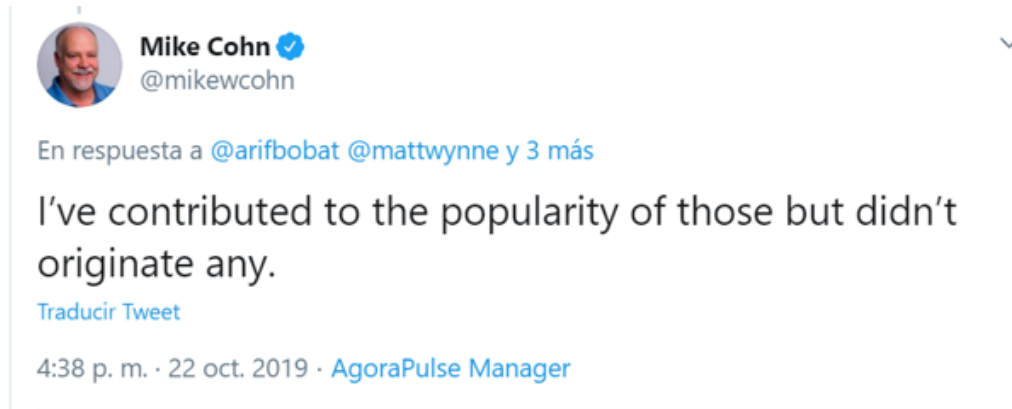 Mike Cohn
@mikewcohn
En respuesta a @arifbobat @mattwynne y 3 más
I've contributed to the popularity of those but didn't
originate any.
Traducir Tweet
4:38 p. m. · 22 oct. 2019 · AgoraPulse Manager